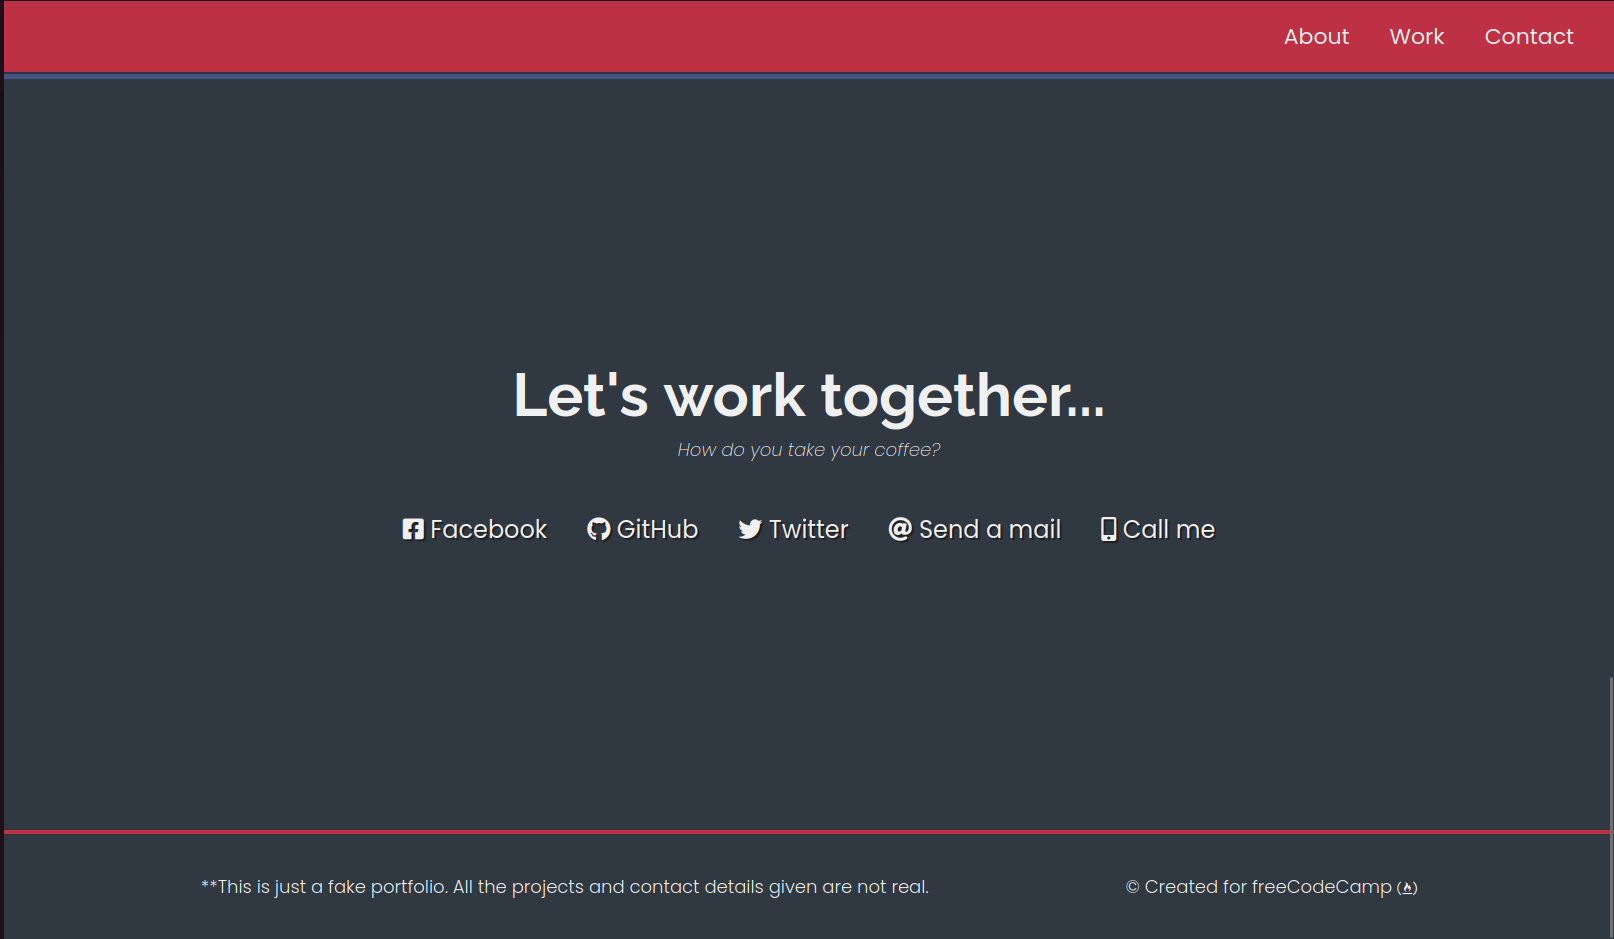 About Work Contact
Let's work together...
How do you take your coffee?
Facebook GitHub Twitter Send a mail Call me
**This is just a fake portfolio. All the projects and contact details given are not real. © Created for freeCodeCamp ()